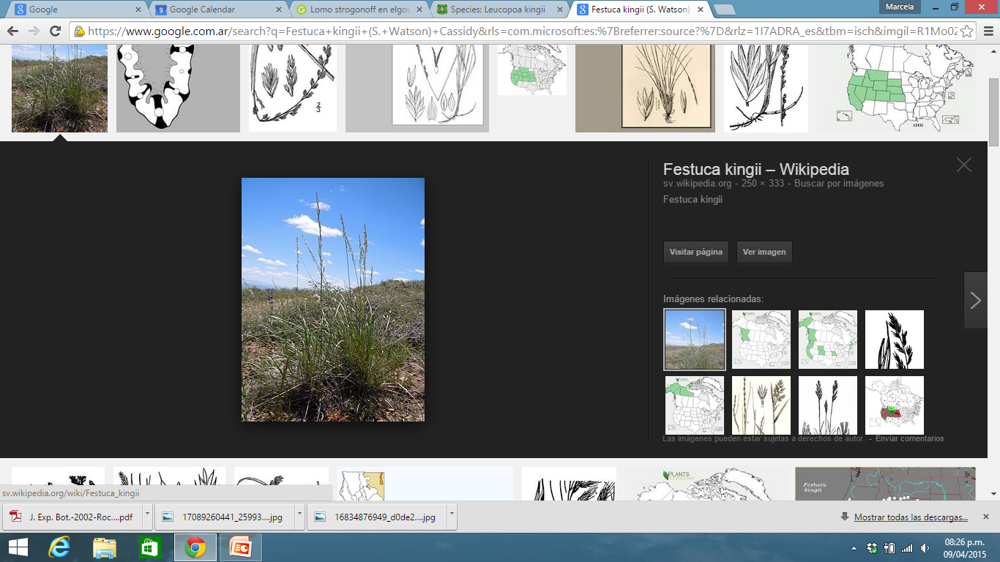 Google
Google Calendar
Lomo strogonoff en elgou
Species: Leucopoa kingii
Festuca kingii (S. Watson)
Marcela
https://www.google.com.ar/search?q=Festuca+kingii+(S.+Watson)+Cassidy&rls=com.microsoft:es:%7Breferrer:source?%7D&rlz=1I7ADRA_es&tbm=isch&imgil=R1Mo02
Festuca kingii – Wikipedia
sv.wikipedia.org - 250 × 333 - Buscar por imágenes
Festuca kingii
Visitar página
Ver imagen
Imágenes relacionadas:
Las imágenes pueden estar sujetas a derechos de autor. - Enviar comentarios
PLANTS
Festuca
kingii
sv.wikipedia.org/wiki/Festuca_kingii
J. Exp. Bot.-2002-Roc....pdf
17089260441_25993....jpg
16834876949_d0de2....jpg
Mostrar todas las descargas...
08:26 p.m.
09/04/2015